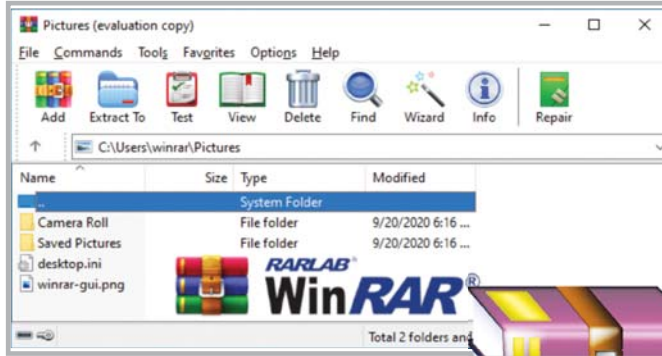 Pictures (evaluation copy)
File Commands Tools Favorites Options Help
Add Extract To Test View Delete Find Wizard Info Repair
C:\Users\winrar\Pictures
Name Size Type Modified
.. System Folder
Camera Roll File folder 9/20/2020 6:16 ...
Saved Pictures File folder 9/20/2020 6:16 ...
desktop.ini
winrar-gui.png
RARLAB
WinRAR®
Total 2 folders and